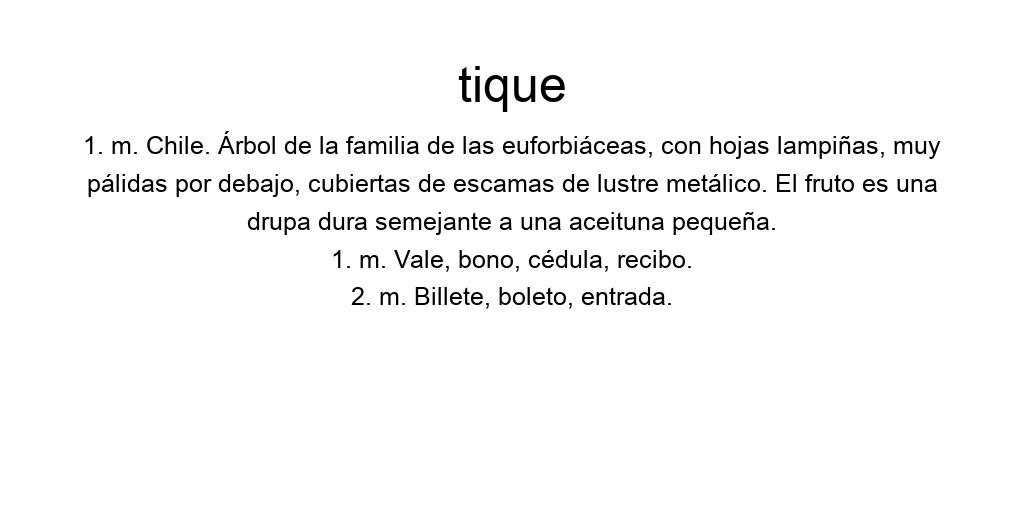 tique
1. m. Chile. Árbol de la familia de las euforbiáceas, con hojas lampiñas, muy
pálidas por debajo, cubiertas de escamas de lustre metálico. El fruto es una
drupa dura semejante a una aceituna pequeña.
1. m. Vale, bono, cédula, recibo.
2. m. Billete, boleto, entrada.